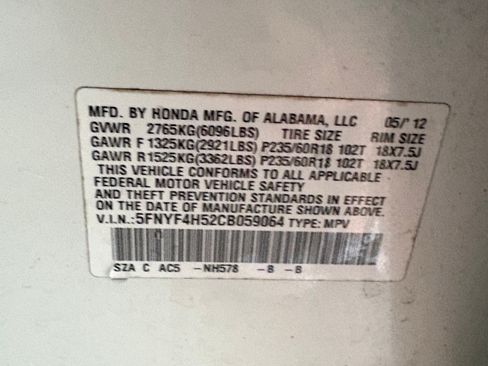 MFD. BY HONDA MFG. OF ALABAMA, LLC 05/'12
GVWR 2765KG(6096LBS) TIRE SIZE RIM SIZE
GAWR F 1325KG(2921LBS) P235/60R18 102T 18X7.5J
GAWR R 1525KG(3362LBS) P235/60R18 102T 18X7.5J
THIS VEHICLE CONFORMS TO ALL APPLICABLE
FEDERAL MOTOR VEHICLE SAFETY
AND THEFT PREVENTION STANDARDS IN EFFECT
ON THE DATE OF MANUFACTURE SHOWN ABOVE.
V.I.N.:5FNYF4H52CB059064 TYPE: MPV
SZA C AC5 -NH578 -B -B